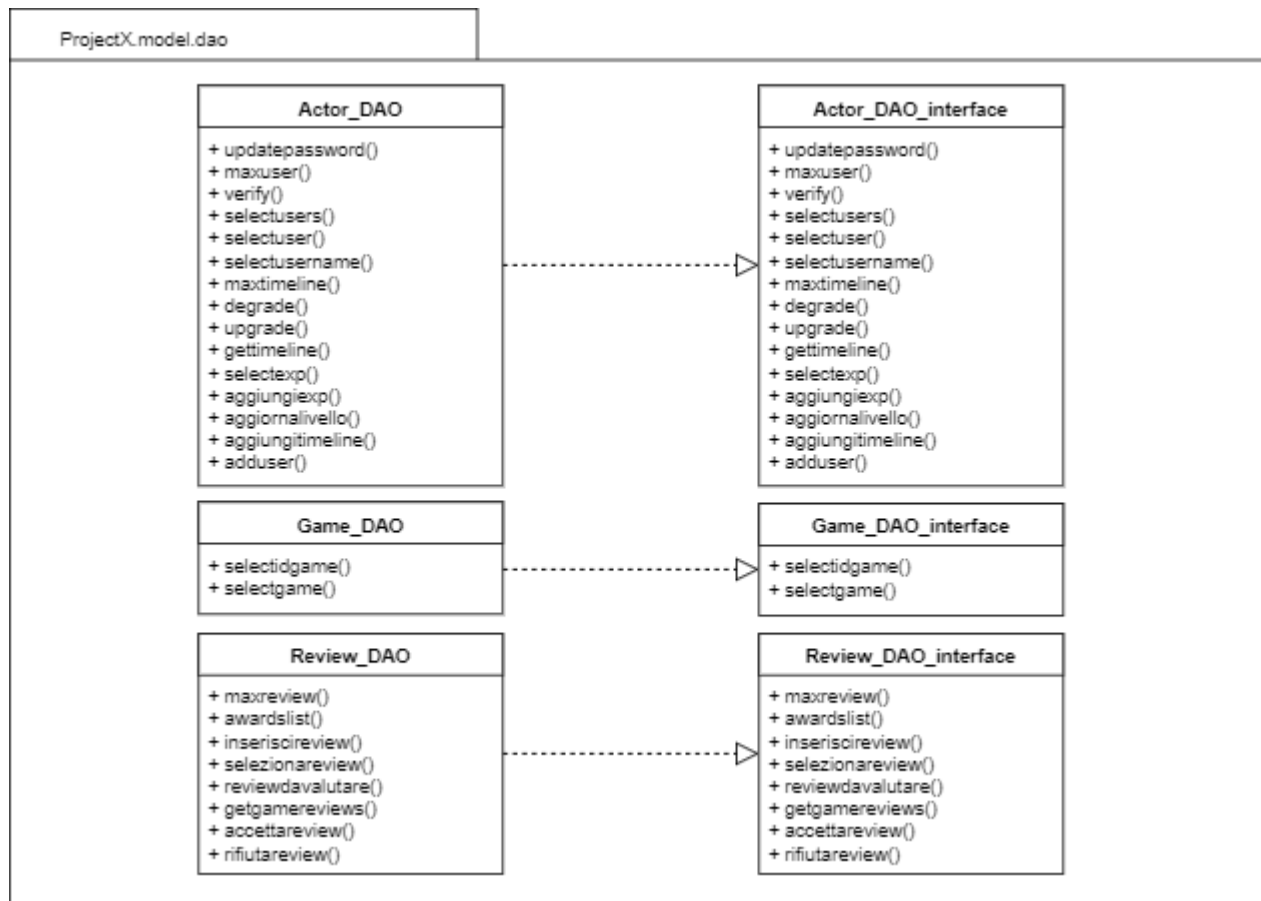 ProjectX.model.dao
Actor_DAO
+ updatepassword()
+ maxuser()
+ verify()
+ selectusers()
+ selectuser()
+ selectusername()
+ maxtimeline()
+ degrade()
+ upgrade()
+ gettimeline()
+ selectexp()
+ aggiungiexp()
+ aggiornalivello()
+ aggiungitimeline()
+ adduser()
Actor_DAO_interface
+ updatepassword()
+ maxuser()
+ verify()
+ selectusers()
+ selectuser()
+ selectusername()
+ maxtimeline()
+ degrade()
+ upgrade()
+ gettimeline()
+ selectexp()
+ aggiungiexp()
+ aggiornalivello()
+ aggiungitimeline()
+ adduser()
Game_DAO
+ selectidgame()
+ selectgame()
Game_DAO_interface
+ selectidgame()
+ selectgame()
Review_DAO
+ maxreview()
+ awardslist()
+ inseriscireview()
+ selezionareview()
+ reviewdavalutare()
+ getgamereviews()
+ accettareview()
+ rifiutareview()
Review_DAO_interface
+ maxreview()
+ awardslist()
+ inseriscireview()
+ selezionareview()
+ reviewdavalutare()
+ getgamereviews()
+ accettareview()
+ rifiutareview()